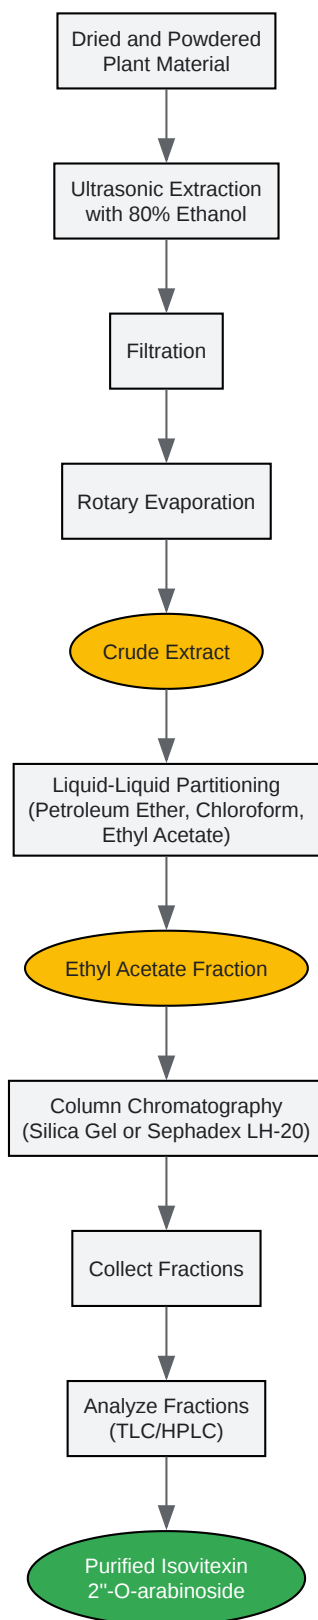 Dried and Powdered
Plant Material
Ultrasonic Extraction
with 80% Ethanol
Filtration
Rotary Evaporation
Crude Extract
Liquid-Liquid Partitioning
(Petroleum Ether, Chloroform,
Ethyl Acetate)
Ethyl Acetate Fraction
Column Chromatography
(Silica Gel or Sephadex LH-20)
Collect Fractions
Analyze Fractions
(TLC/HPLC)
Purified Isovitexin
2"-O-arabinoside